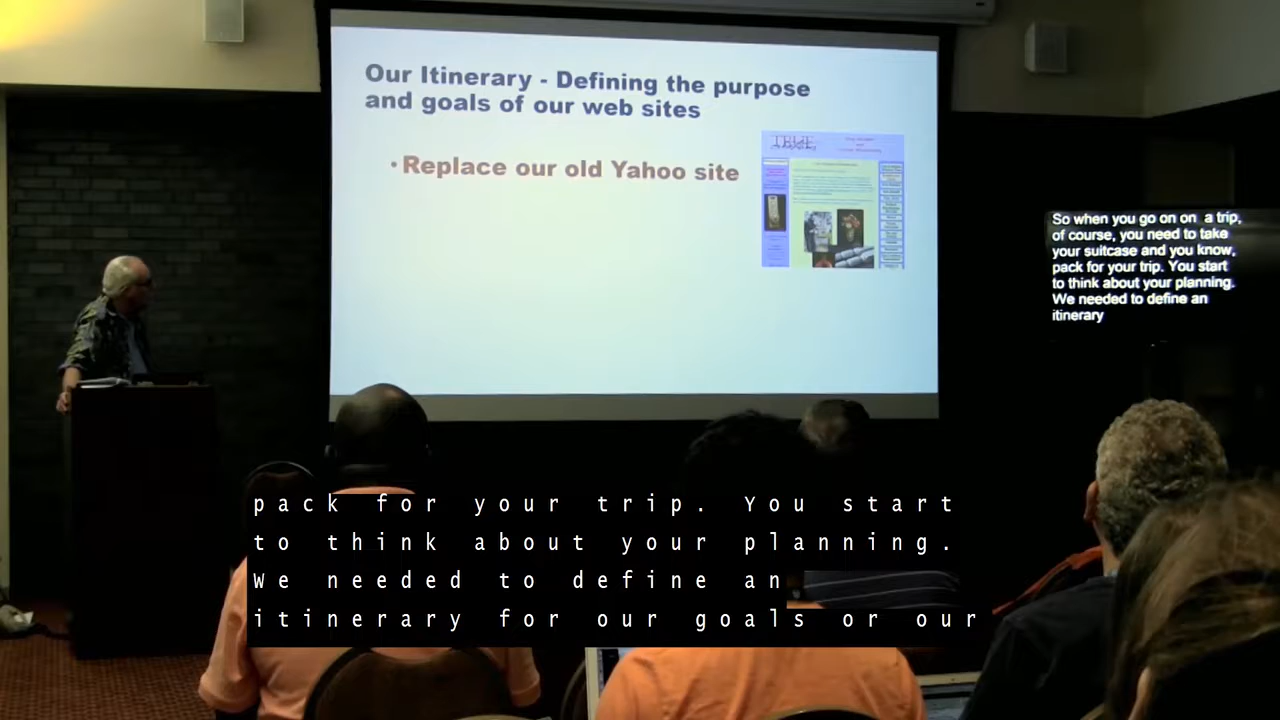 Our Itinerary - Defining the purpose
and goals of our web sites
• Replace our old Yahoo site
So when you go on on a trip,
of course, you need to take
your suitcase and you know,
pack for your trip. You start
to think about your planning.
We needed to define an
itinerary
pack for your trip. You start
to think about your planning.
We needed to define an
itinerary for our goals or our